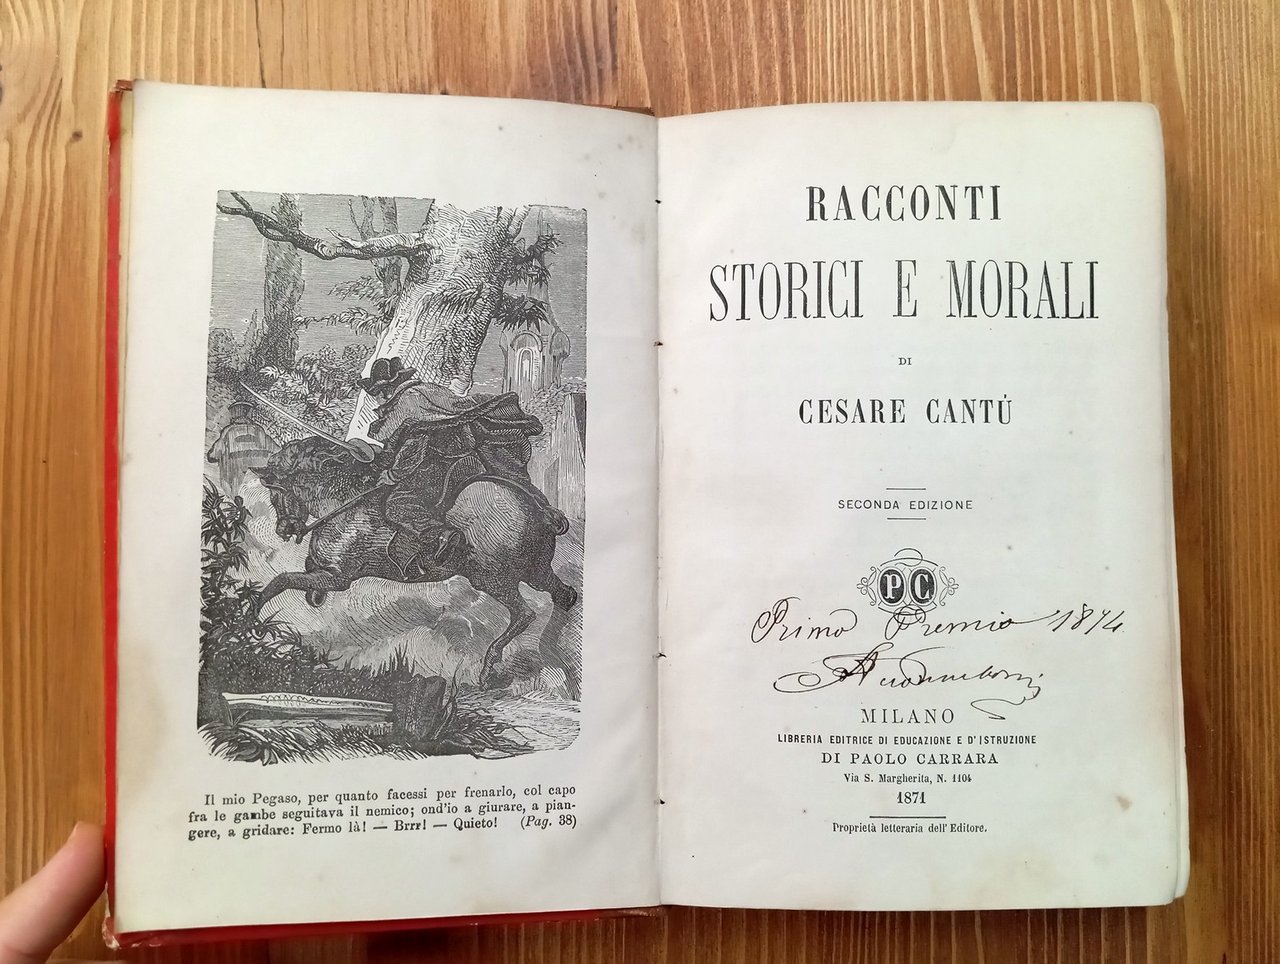 Il mio Pegaso, per quanto facessi per frenarlo, col capo
fra le gambe seguitava il nemico; ond'io a giurare, a pian-
gere, a gridare: Fermo là! — Brrr! — Quieto! (Pag. 38)
RACCONTI
STORICI E MORALI
DI
CESARE CANTÚ
SECONDA EDIZIONE
PC
Primo Premio 1874
MILANO
LIBRERIA EDITRICE DI EDUCAZIONE E D'ISTRUZIONE
DI PAOLO CARRARA
Via S. Margherita, N. 1104
1871
Proprietà letteraria dell' Editore.